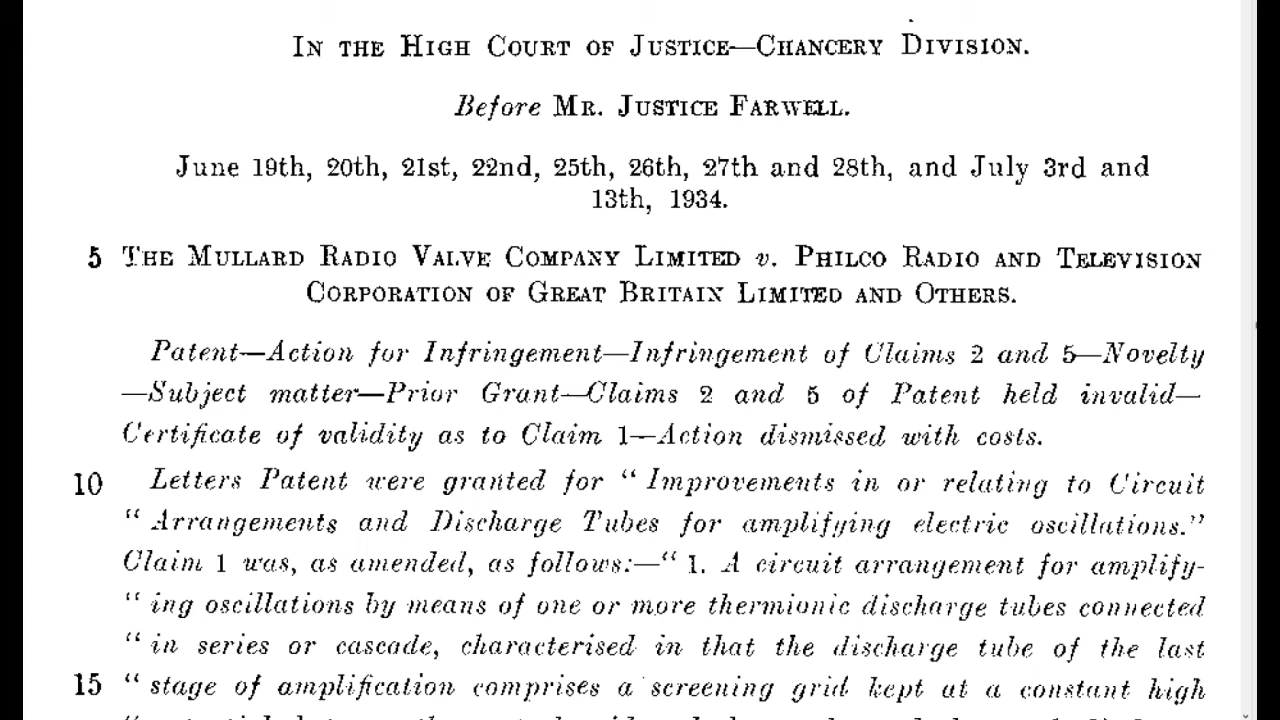 IN THE HIGH COURT OF JUSTICE—CHANCERY DIVISION.
Before MR. JUSTICE FARWELL.
June 19th, 20th, 21st, 22nd, 25th, 26th, 27th and 28th, and July 3rd and
13th, 1934.
5 THE MULLARD RADIO VALVE COMPANY LIMITED v. PHILCO RADIO AND TELEVISION
CORPORATION OF GREAT BRITAIN LIMITED AND OTHERS.
Patent—Action for Infringement—Infringement of Claims 2 and 5—Novelty
—Subject matter—Prior Grant—Claims 2 and 5 of Patent held invalid—
Certificate of validity as to Claim 1—Action dismissed with costs.
10 Letters Patent were granted for “ Improvements in or relating to Circuit
“ Arrangements and Discharge Tubes for amplifying electric oscillations.”
Claim 1 was, as amended, as follows:—“ 1. A circuit arrangement for amplify-
“ ing oscillations by means of one or more thermionic discharge tubes connected
“ in series or cascade, characterised in that the discharge tube of the last
15 “ stage of amplification comprises a screening grid kept at a constant high